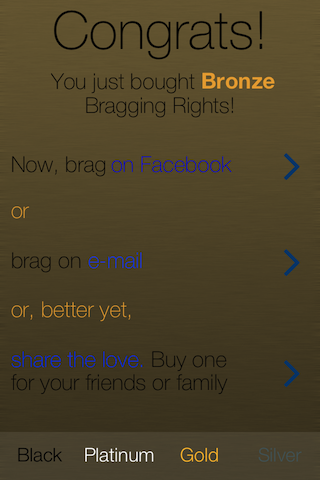 Congrats!
You just bought Bronze
Bragging Rights!
Now, brag on Facebook
or
brag on e-mail
or, better yet,
share the love. Buy one
for your friends or family
Black Platinum Gold Silver